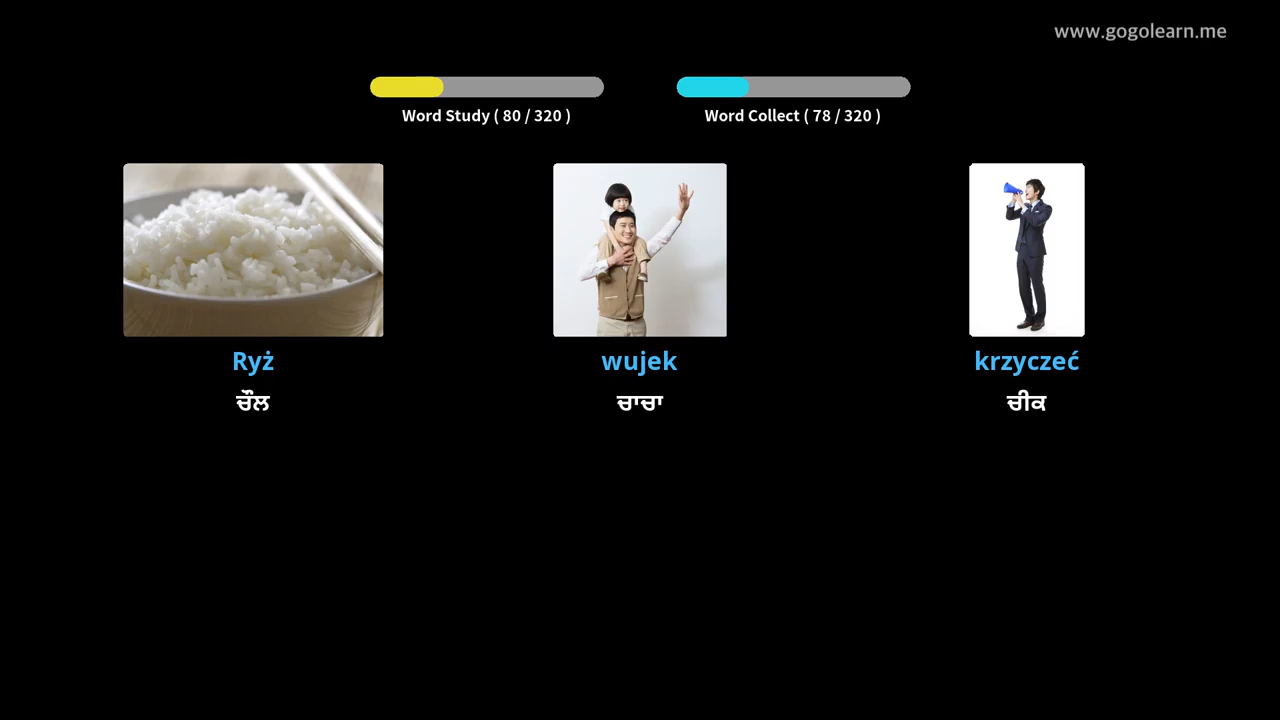 www.gogolearn.me
Word Study ( 80 / 320 )
Word Collect ( 78 / 320 )
Ryż
wujek
krzyczeć
ਚੌਲ
ਚਾਚਾ
ਚੀਕ